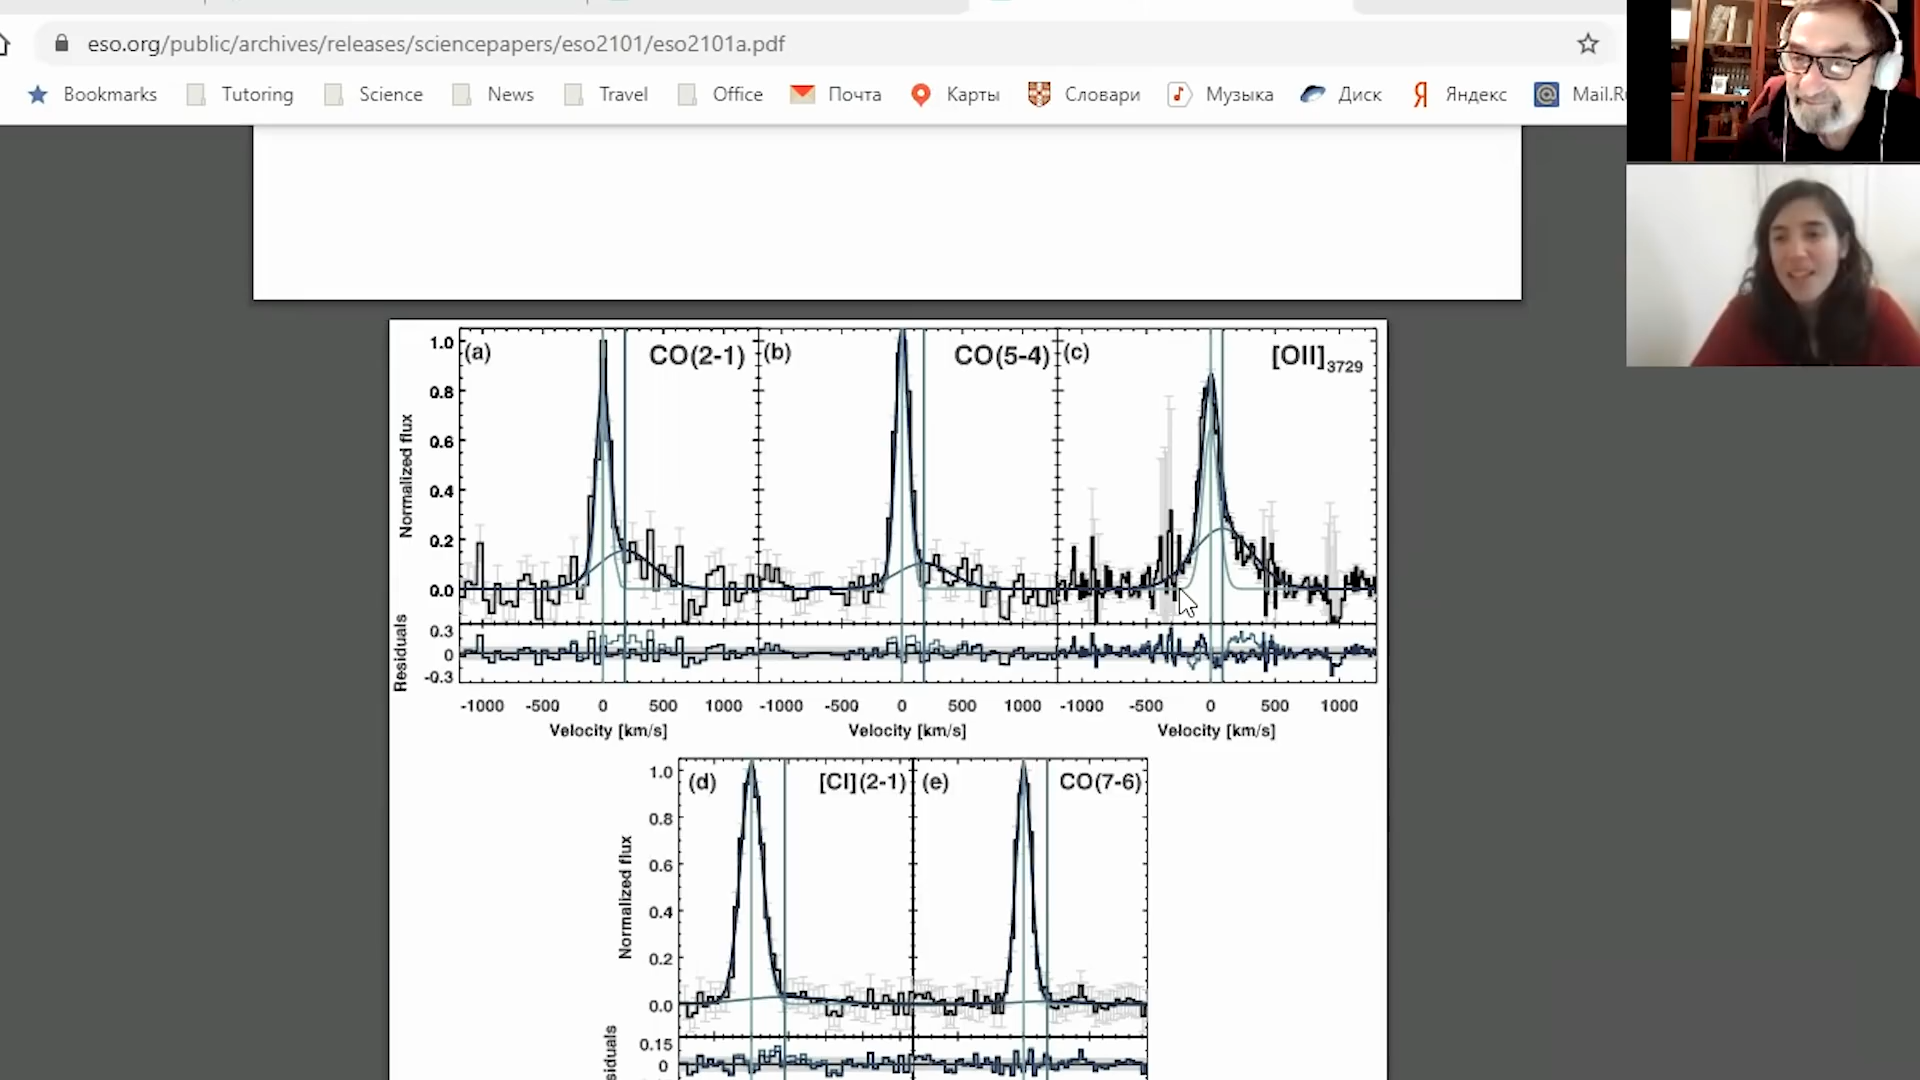 eso.org/public/archives/releases/sciencepapers/eso2101/eso2101a.pdf
Bookmarks Tutoring Science News Travel Office Почта Карты Словари Музыка Диск Яндекс Mail.R
(a) CO(2-1) (b) CO(5-4) (c) [OII]3729
Normalized flux
1.0
0.8
0.6
0.4
0.2
0.0
Residuals
0.3
0
-0.3
-1000 -500 0 500 1000 -1000 -500 0 500 1000 -1000 -500 0 500 1000
Velocity [km/s] Velocity [km/s] Velocity [km/s]
(d) [CI](2-1) (e) CO(7-6)
Normalized flux
1.0
0.8
0.6
0.4
0.2
0.0
siduals
0.15
0